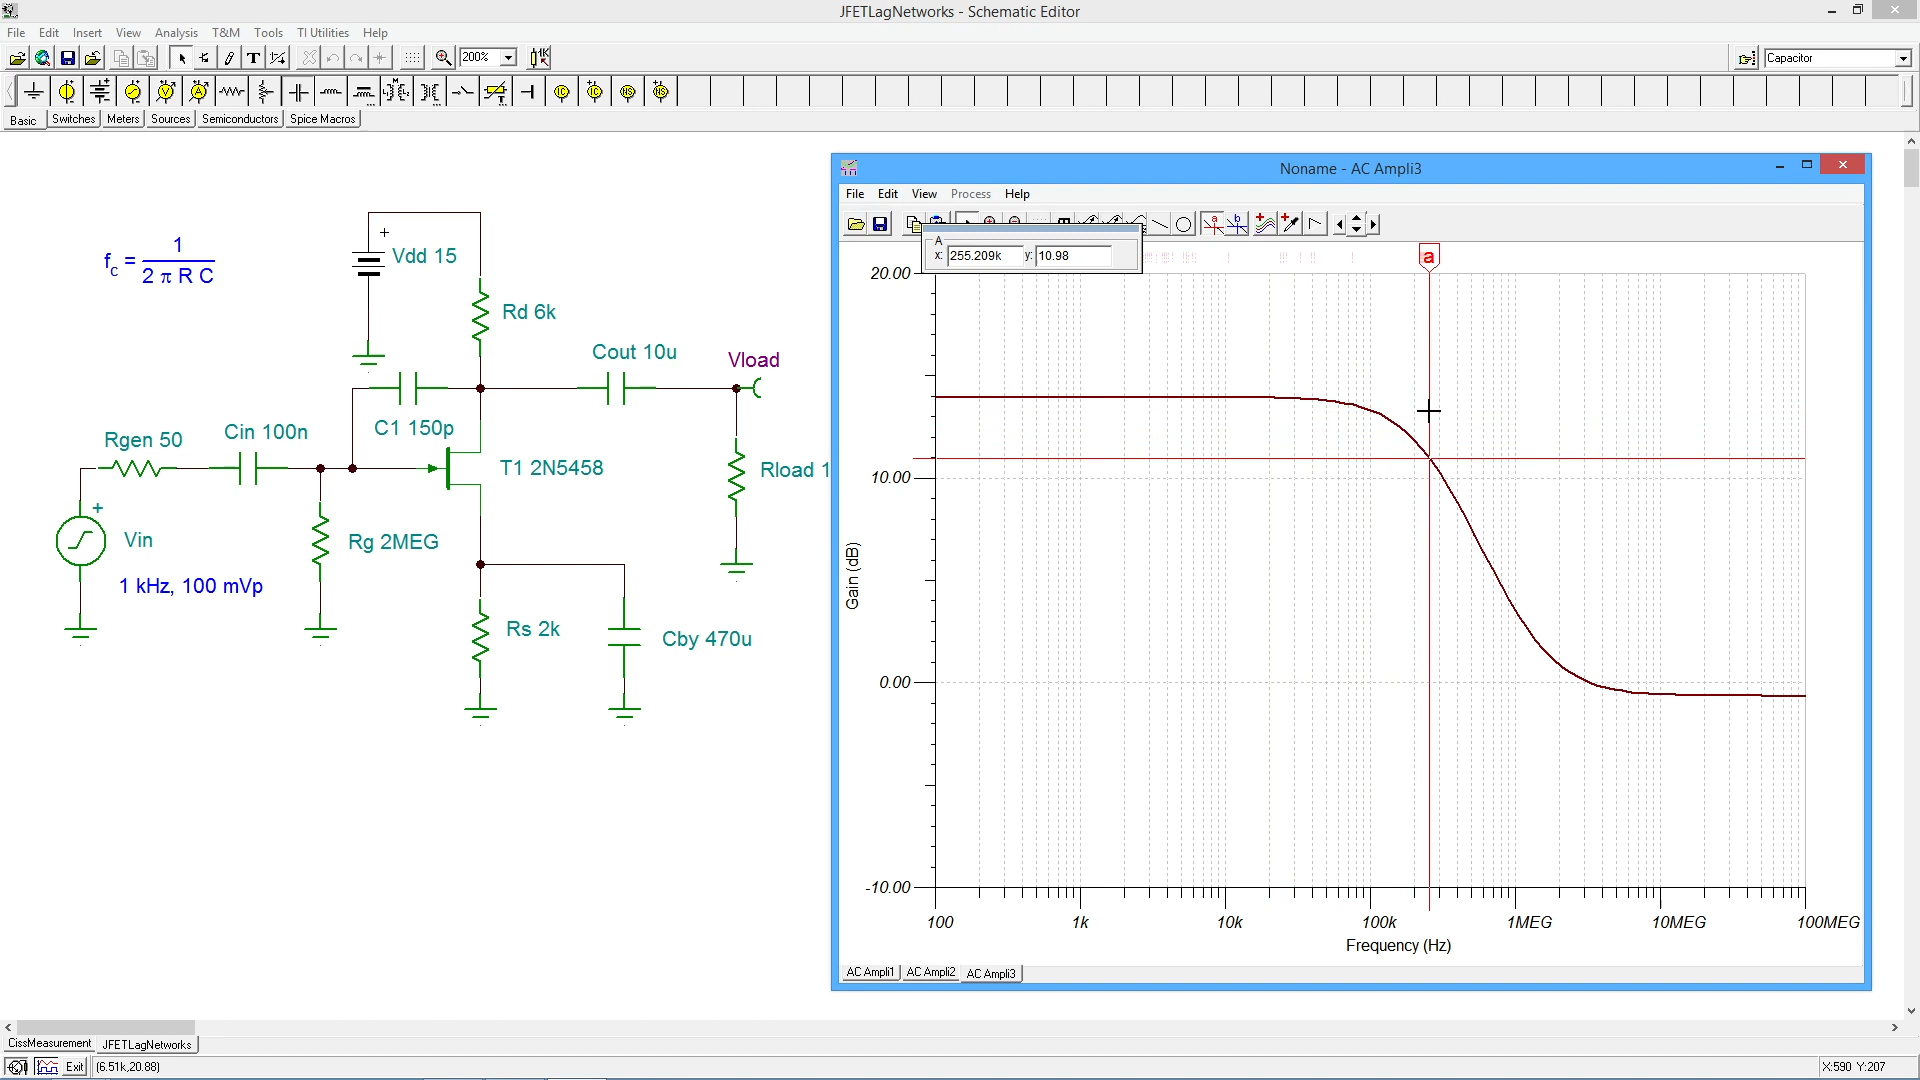 JFETLagNetworks - Schematic Editor
File Edit Insert View Analysis T&M Tools TI Utilities Help
200%
Capacitor
Basic Switches Meters Sources Semiconductors Spice Macros
Noname - AC Ampli3
File Edit View Process Help
A
x: 255.209k y: 10.98
a
b
a
fc = 1
2 π R C
+
Vdd 15
Rd 6k
Cout 10u
Vload
C1 150p
Cin 100n
Rgen 50
T1 2N5458
Rload 1
+
Vin
Rg 2MEG
1 kHz, 100 mVp
Rs 2k
Cby 470u
20.00
10.00
0.00
-10.00
Gain (dB)
100 1k 10k 100k 1MEG 10MEG 100MEG
Frequency (Hz)
AC Ampli1 AC Ampli2 AC Ampli3
CissMeasurement JFETLagNetworks
Exit (6.51k,20.88)
X:590 Y:207